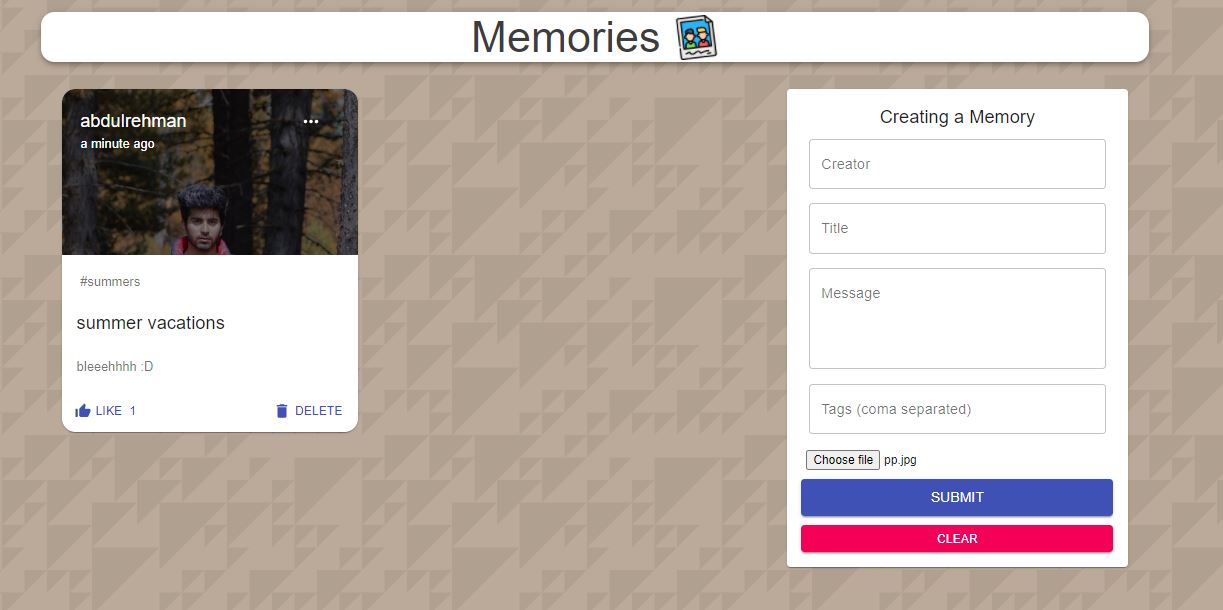 Memories
abdulrehman
a minute ago
#summers
summer vacations
bleeehhhh :D
LIKE 1
DELETE
Creating a Memory
Creator
Title
Message
Tags (coma separated)
Choose file pp.jpg
SUBMIT
CLEAR